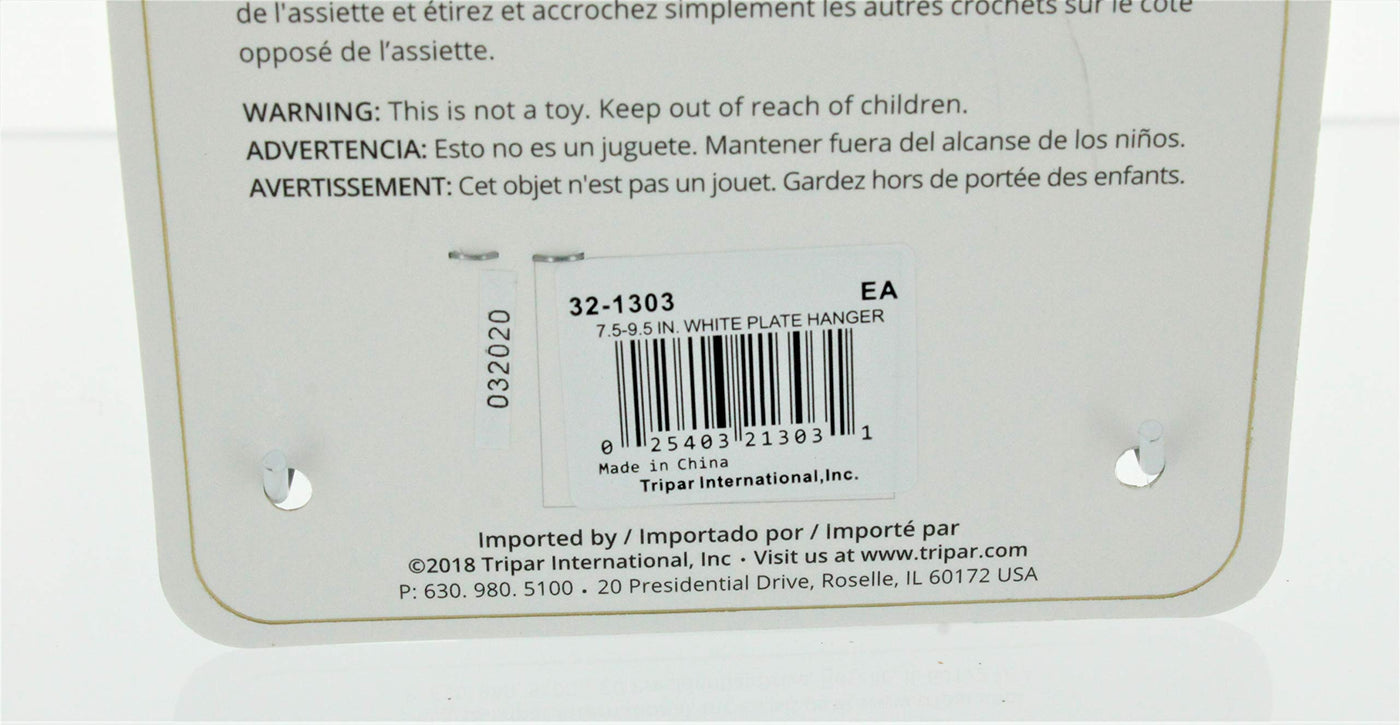 de l'assiette et étirez et accrochez simplement les autres crochets sur le côté
opposé de l’assiette.
WARNING: This is not a toy. Keep out of reach of children.
ADVERTENCIA: Esto no es un juguete. Mantener fuera del alcanse de los niños.
AVERTISSEMENT: Cet objet n'est pas un jouet. Gardez hors de portée des enfants.
032020
32-1303 EA
7.5-9.5 IN. WHITE PLATE HANGER
0 25403 21303 1
Made in China
Tripar International,Inc.
Imported by / Importado por / Importé par
©2018 Tripar International, Inc · Visit us at www.tripar.com
P: 630. 980. 5100 · 20 Presidential Drive, Roselle, IL 60172 USA